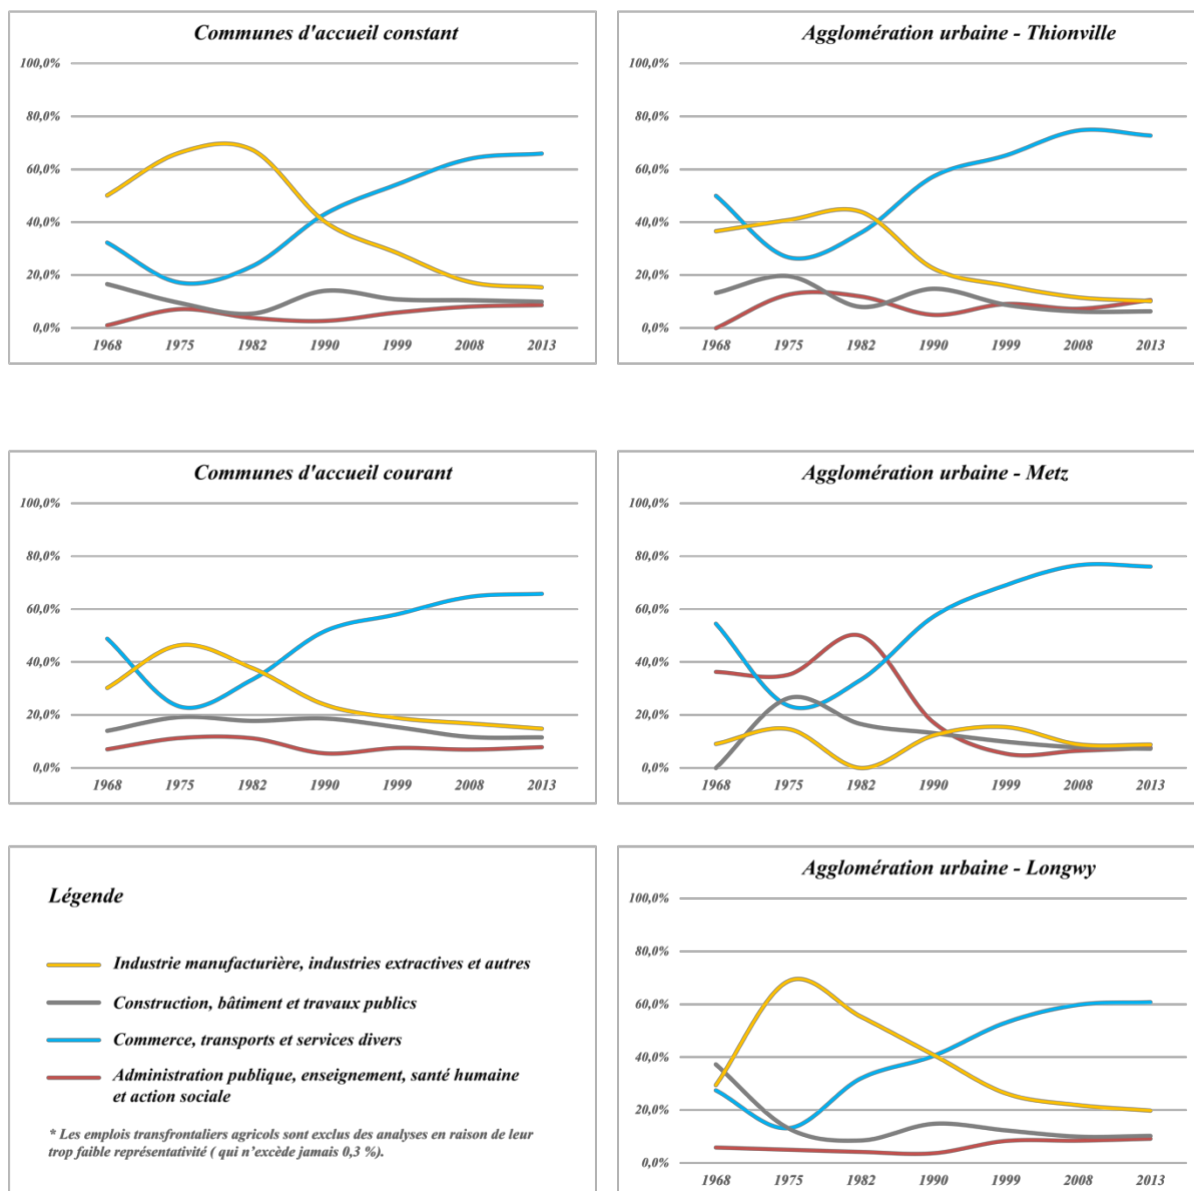 Communes d'accueil constant
100,0%
80,0%
60,0%
40,0%
20,0%
0,0%
1968 1975 1982 1990 1999 2008 2013
Agglomération urbaine - Thionville
100,0%
80,0%
60,0%
40,0%
20,0%
0,0%
1968 1975 1982 1990 1999 2008 2013
Communes d'accueil courant
100,0%
80,0%
60,0%
40,0%
20,0%
0,0%
1968 1975 1982 1990 1999 2008 2013
Agglomération urbaine - Metz
100,0%
80,0%
60,0%
40,0%
20,0%
0,0%
1968 1975 1982 1990 1999 2008 2013
Légende
Industrie manufacturière, industries extractives et autres
Construction, bâtiment et travaux publics
Commerce, transports et services divers
Administration publique, enseignement, santé humaine
et action sociale
* Les emplois transfrontaliers agricols sont exclus des analyses en raison de leur
trop faible représentativité ( qui n’excède jamais 0,3 %).
Agglomération urbaine - Longwy
100,0%
80,0%
60,0%
40,0%
20,0%
0,0%
1968 1975 1982 1990 1999 2008 2013